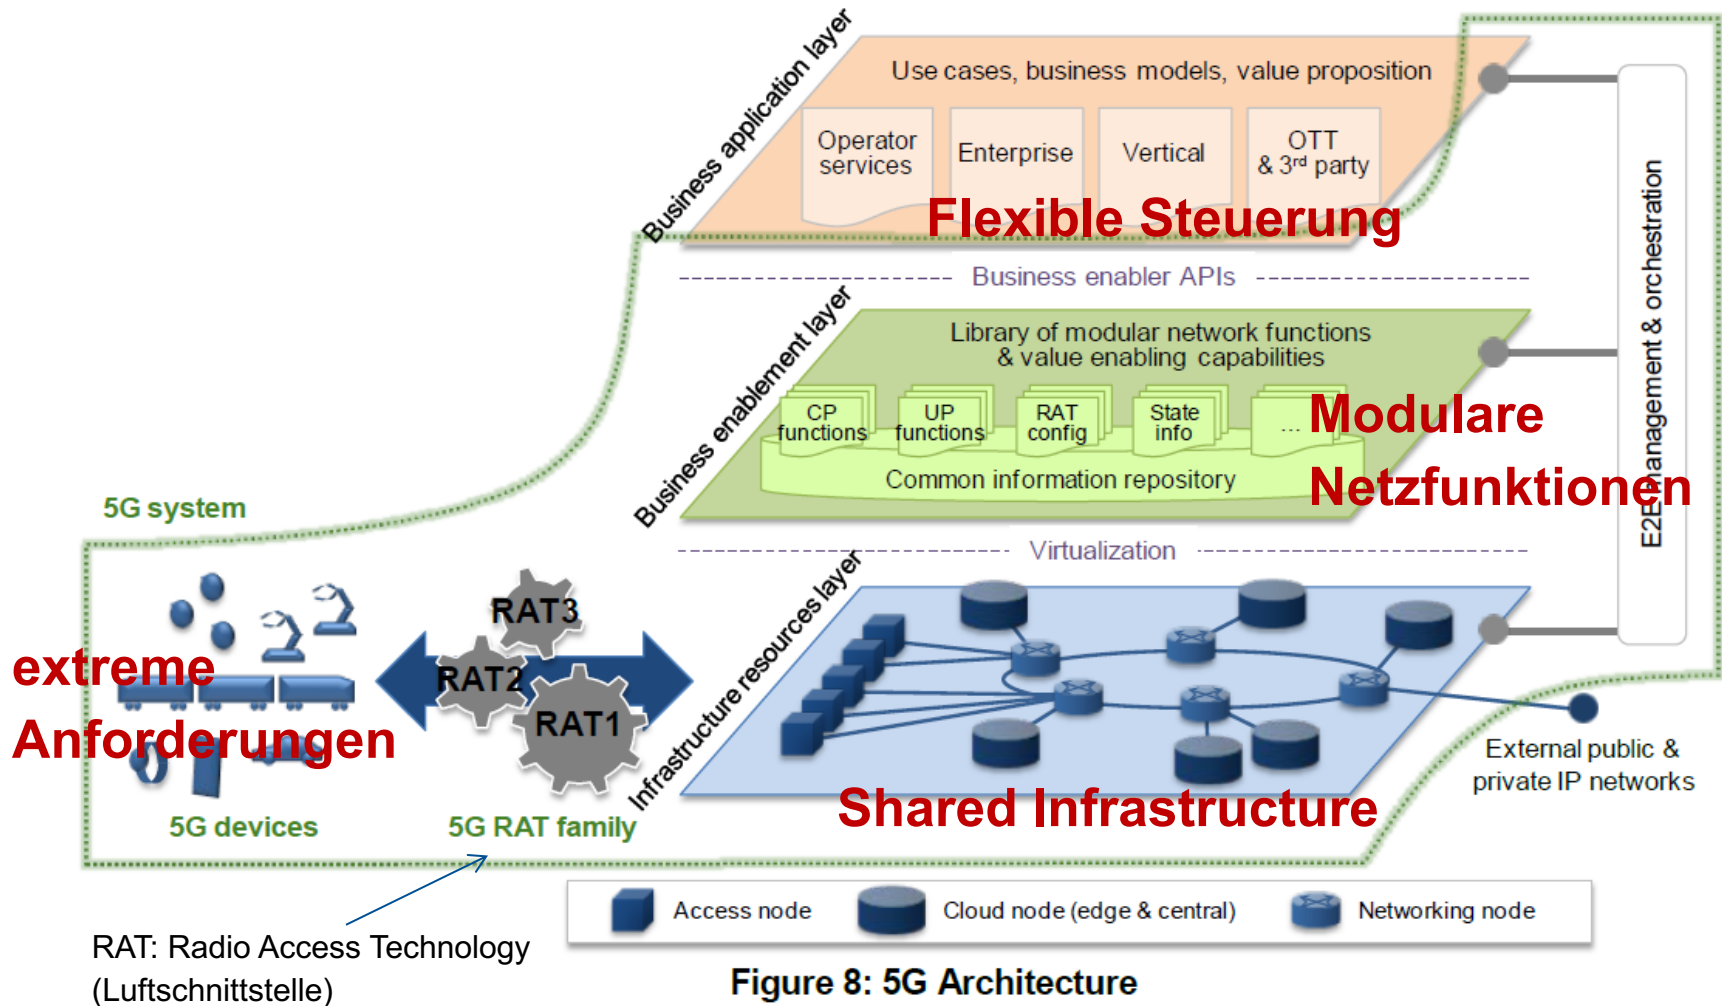 Business application layer
Use cases, business models, value proposition
Operator
services
Enterprise
Vertical
OTT
& 3rd party
Flexible Steuerung
Business enabler APIs
Business enablement layer
Library of modular network functions
& value enabling capabilities
CP
functions
UP
functions
RAT
config
State
info
...
Common information repository
Modulare
Netzfunktionen
E2E management & orchestration
Virtualization
5G system
Infrastructure resources layer
RAT3
RAT2
RAT1
extreme
Anforderungen
5G devices
5G RAT family
Shared Infrastructure
External public &
private IP networks
Access node
Cloud node (edge & central)
Networking node
RAT: Radio Access Technology
(Luftschnittstelle)
Figure 8: 5G Architecture